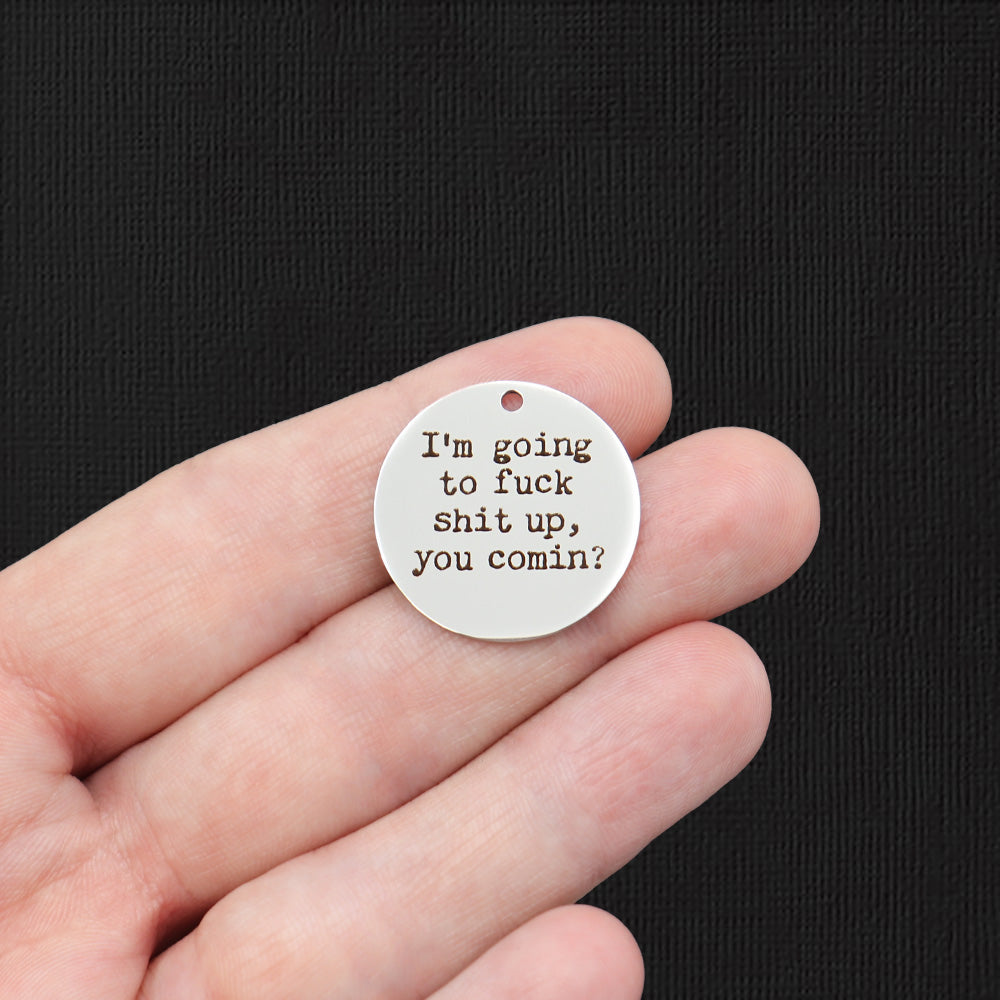 I'm going
to fuck
shit up,
you comin?